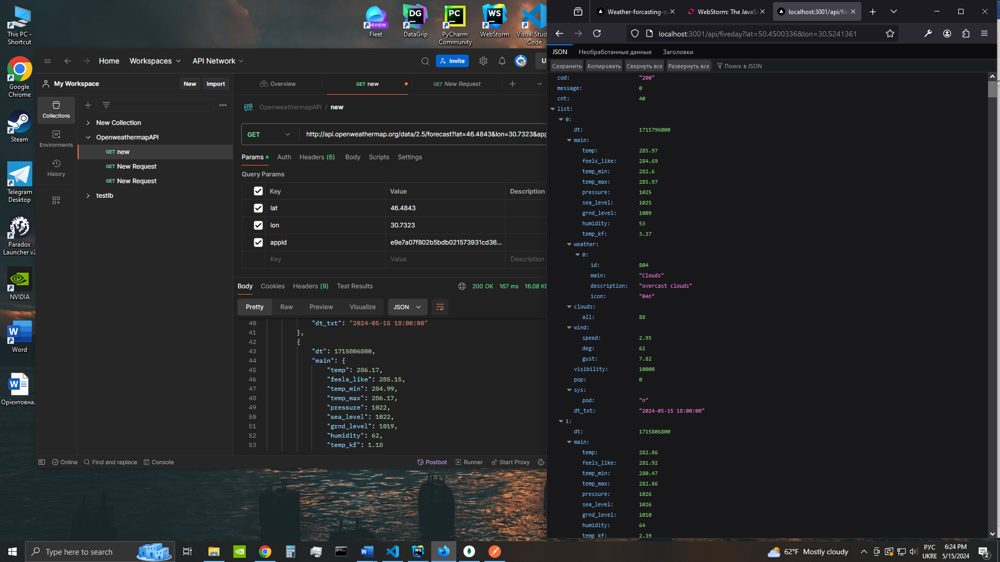 This PC -
Shortcut
Google
Chrome
Steam
Telegram
Desktop
Paradox
Launcher v2
NVIDIA
Word
Орієнтовна.
Fleet
DataGrip
PyCharm
Community
WebStorm
Visual Stud
Code
Home
Workspaces
API Network
Invite
U
My Workspace
New
Import
Overview
GET new
GET New Request
Collections
Environments
History
New Collection
OpenweathermapAPI
GET new
GET New Request
GET New Request
testlb
HTTP OpenweathermapAPI / new
GET
http://api.openweathermap.org/data/2.5/forecast?lat=46.4843&lon=30.7323&app
Params
Auth
Headers (6)
Body
Scripts
Settings
Query Params
Key Value Description
lat 46.4843
lon 30.7323
appid e9e7a07f802b5bdb021573931cd36...
Key Value Description
Body
Cookies
Headers (9)
Test Results
200 OK 167 ms 16.08 KE
Pretty
Raw
Preview
Visualize
JSON
40 "dt_txt": "2024-05-15 18:00:00"
41 },
42 {
43 "dt": 1715806800,
44 "main": {
45 "temp": 286.17,
46 "feels_like": 285.15,
47 "temp_min": 284.99,
48 "temp_max": 286.17,
49 "pressure": 1022,
50 "sea_level": 1022,
51 "grnd_level": 1019,
52 "humidity": 62,
53 "temp_kf": 1.18
Online
Find and replace
Console
Postbot
Runner
Start Proxy
Weather-forcasting-sy
WebStorm: The JavaSc
localhost:3001/api/five
localhost:3001/api/fiveday?lat=50.4500336&lon=30.5241361
JSON
Необработанные данные
Заголовки
Сохранить
Копировать
Свернуть все
Развернуть все
Поиск в JSON
cod: "200"
message: 0
cnt: 40
list:
0:
dt: 1715796000
main:
temp: 285.97
feels_like: 284.69
temp_min: 282.6
temp_max: 285.97
pressure: 1025
sea_level: 1025
grnd_level: 1009
humidity: 53
temp_kf: 3.37
weather:
0:
id: 804
main: "Clouds"
description: "overcast clouds"
icon: "04n"
clouds:
all: 88
wind:
speed: 2.95
deg: 62
gust: 7.82
visibility: 10000
pop: 0
sys:
pod: "n"
dt_txt: "2024-05-15 18:00:00"
1:
dt: 1715806800
main:
temp: 282.86
feels_like: 281.92
temp_min: 280.47
temp_max: 282.86
pressure: 1026
sea_level: 1026
grnd_level: 1010
humidity: 64
temp_kf: 2.39
Type here to search
62°F Mostly cloudy
РУС
UKRE
6:24 PM
5/15/2024
2